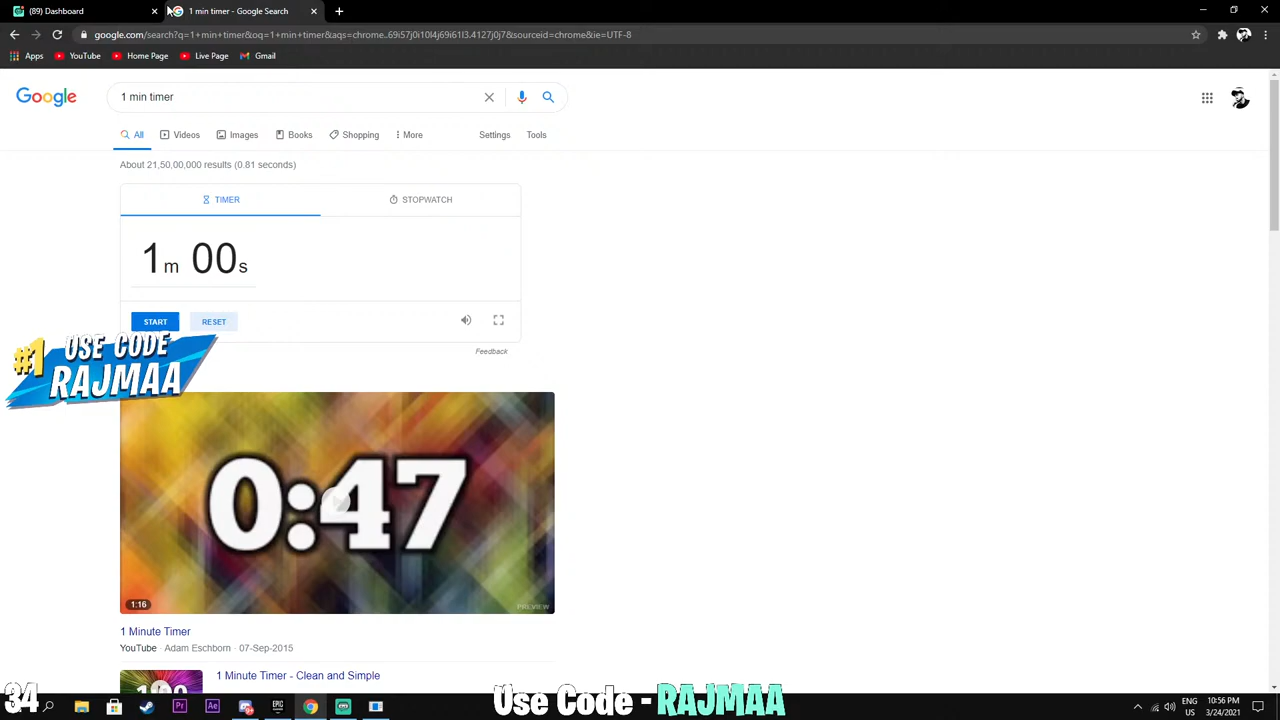 (89) Dashboard
1 min timer - Google Search
google.com/search?q=1+min+timer&oq=1+min+timer&aqs=chrome..69i57j0i10l4j69i61l3.4127j0j7&sourceid=chrome&ie=UTF-8
Apps YouTube Home Page Live Page Gmail
Google
1 min timer
All Videos Images Books Shopping More Settings Tools
About 21,50,00,000 results (0.81 seconds)
TIMER STOPWATCH
1m 00s
START RESET
Feedback
#1 USE CODE
RAJMAA
0:47
1:16
PREVIEW
1 Minute Timer
YouTube · Adam Eschborn · 07-Sep-2015
1 Minute Timer - Clean and Simple
34
Use Code - RAJMAA
Pr Ae EPIC
ENG 10:56 PM
US 3/24/2021